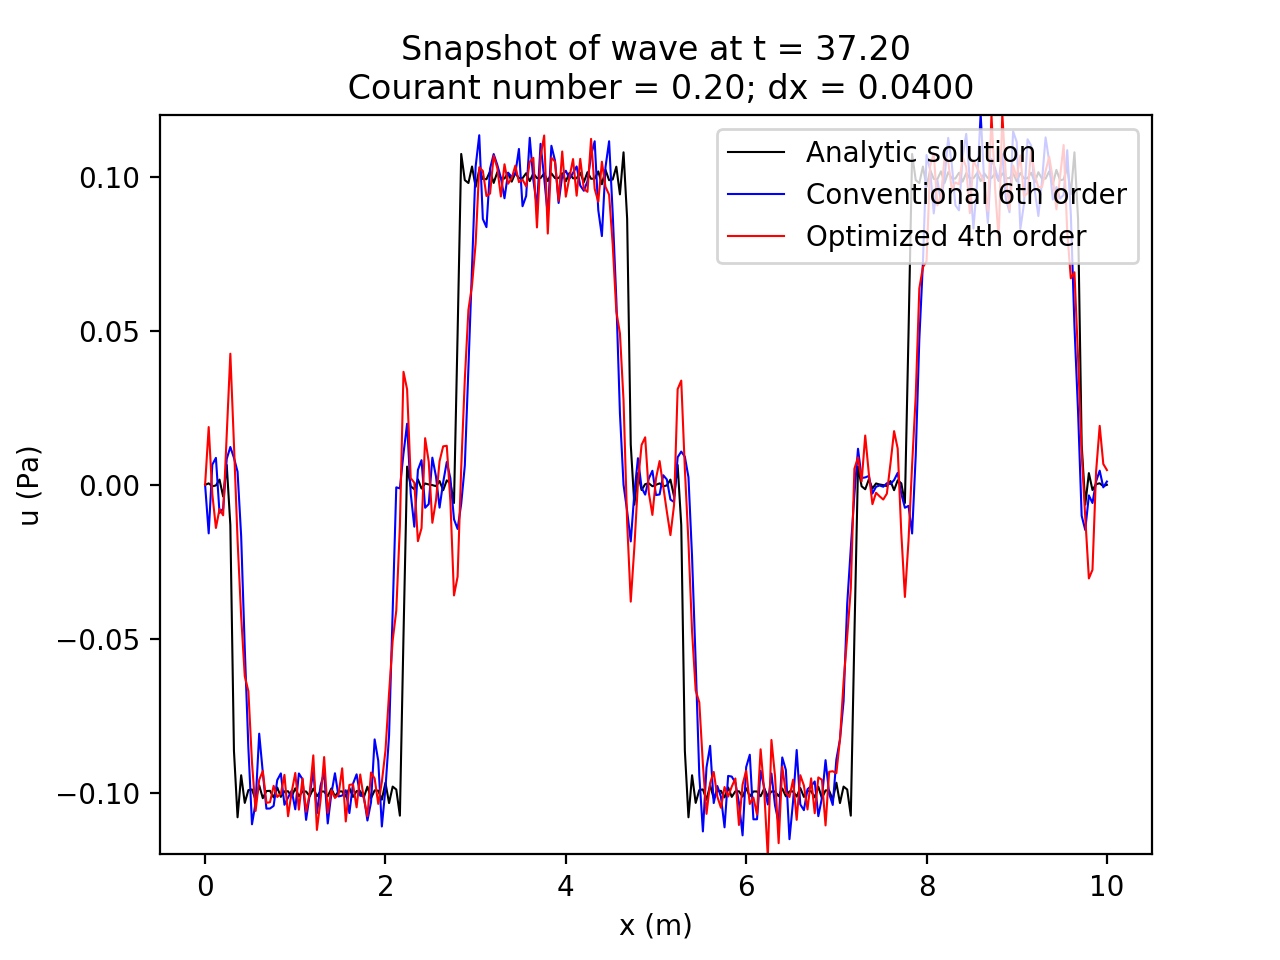 Snapshot of wave at t = 37.20
Courant number = 0.20; dx = 0.0400
Analytic solution
Conventional 6th order
Optimized 4th order
0.10
0.05
0.00
−0.05
−0.10
u (Pa)
0 2 4 6 8 10
x (m)